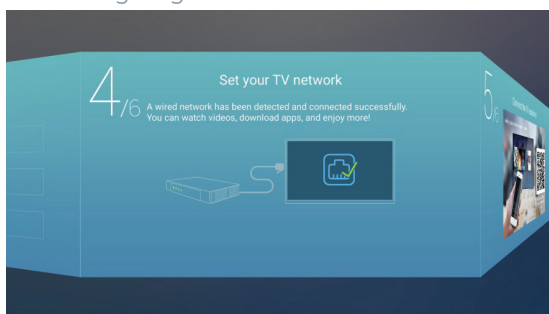 4/6
Set your TV network
A wired network has been detected and connected successfully.
You can watch videos, download apps, and enjoy more!
5/6